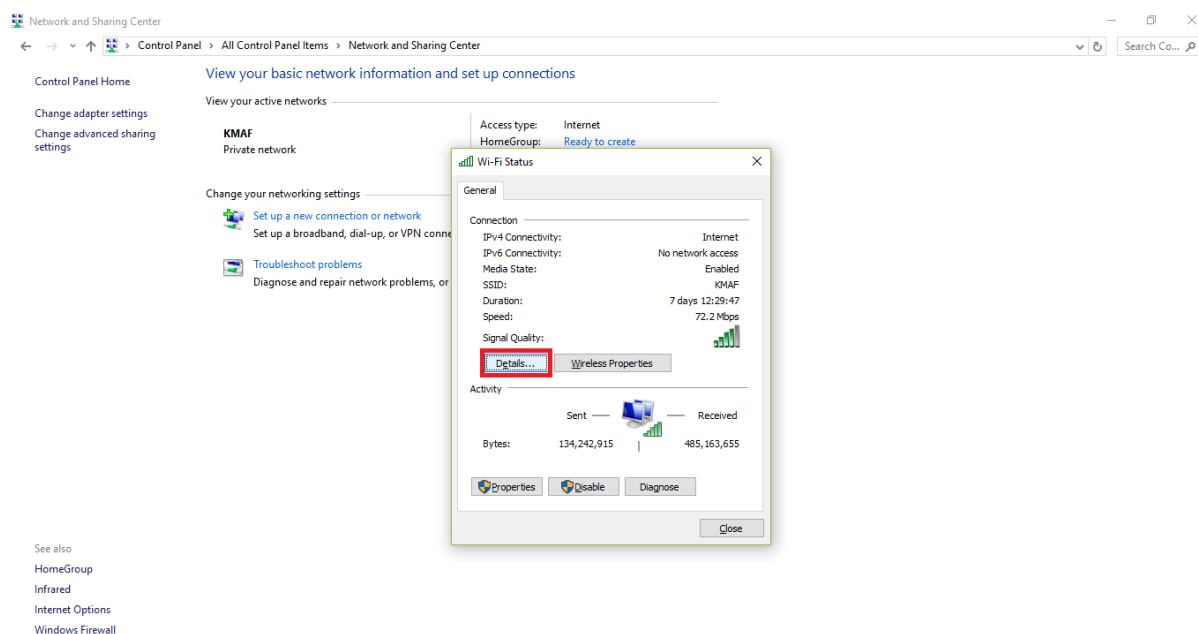 Network and Sharing Center
Control Panel > All Control Panel Items > Network and Sharing Center
Search Co...
Control Panel Home
Change adapter settings
Change advanced sharing
settings
View your basic network information and set up connections
View your active networks
KMAF
Private network
Access type: Internet
HomeGroup: Ready to create
Change your networking settings
Set up a new connection or network
Set up a broadband, dial-up, or VPN conne
Troubleshoot problems
Diagnose and repair network problems, or
Wi-Fi Status
General
Connection
IPv4 Connectivity: Internet
IPv6 Connectivity: No network access
Media State: Enabled
SSID: KMAF
Duration: 7 days 12:29:47
Speed: 72.2 Mbps
Signal Quality:
Details... Wireless Properties
Activity
Sent Received
Bytes: 134,242,915 485,163,655
Properties Disable Diagnose
Close
See also
HomeGroup
Infrared
Internet Options
Windows Firewall